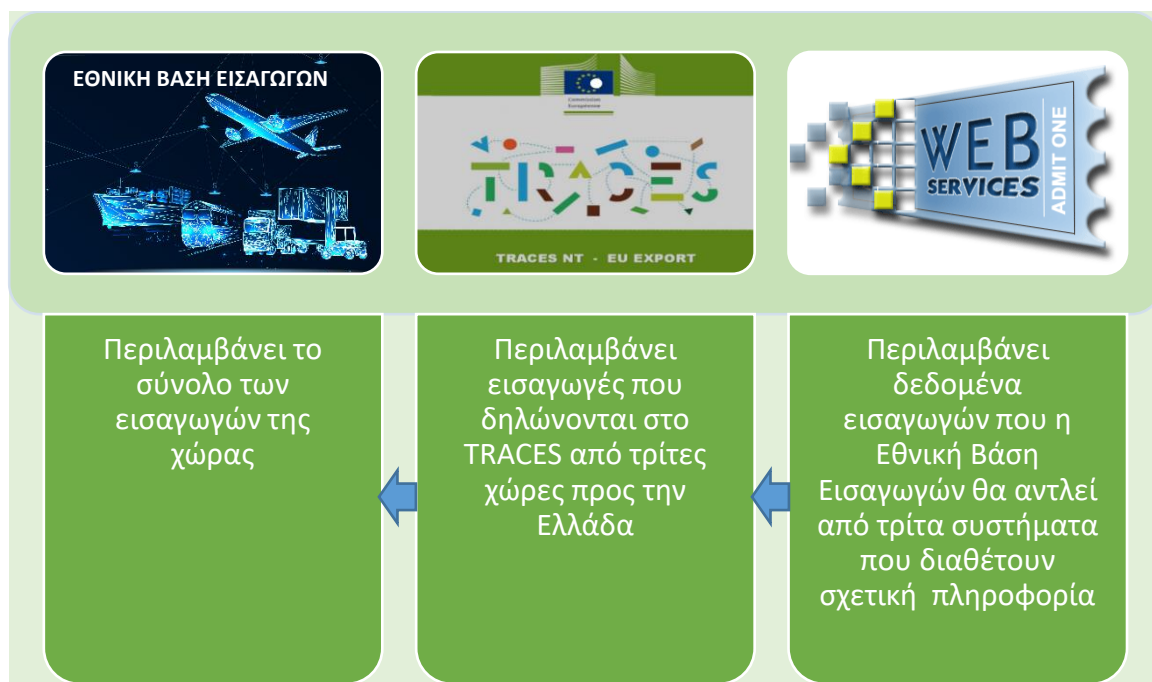 ΕΘΝΙΚΗ ΒΑΣΗ ΕΙΣΑΓΩΓΩΝ
Commission
Européenne
TRACES
TRACES NT - EU EXPORT
WEB
SERVICES
ADMIT ONE
Περιλαμβάνει το
σύνολο των
εισαγωγών της
χώρας
Περιλαμβάνει
εισαγωγές που
δηλώνονται στο
TRACES από τρίτες
χώρες προς την
Ελλάδα
Περιλαμβάνει
δεδομένα
εισαγωγών που η
Εθνική Βάση
Εισαγωγών θα αντλεί
από τρίτα συστήματα
που διαθέτουν
σχετική πληροφορία